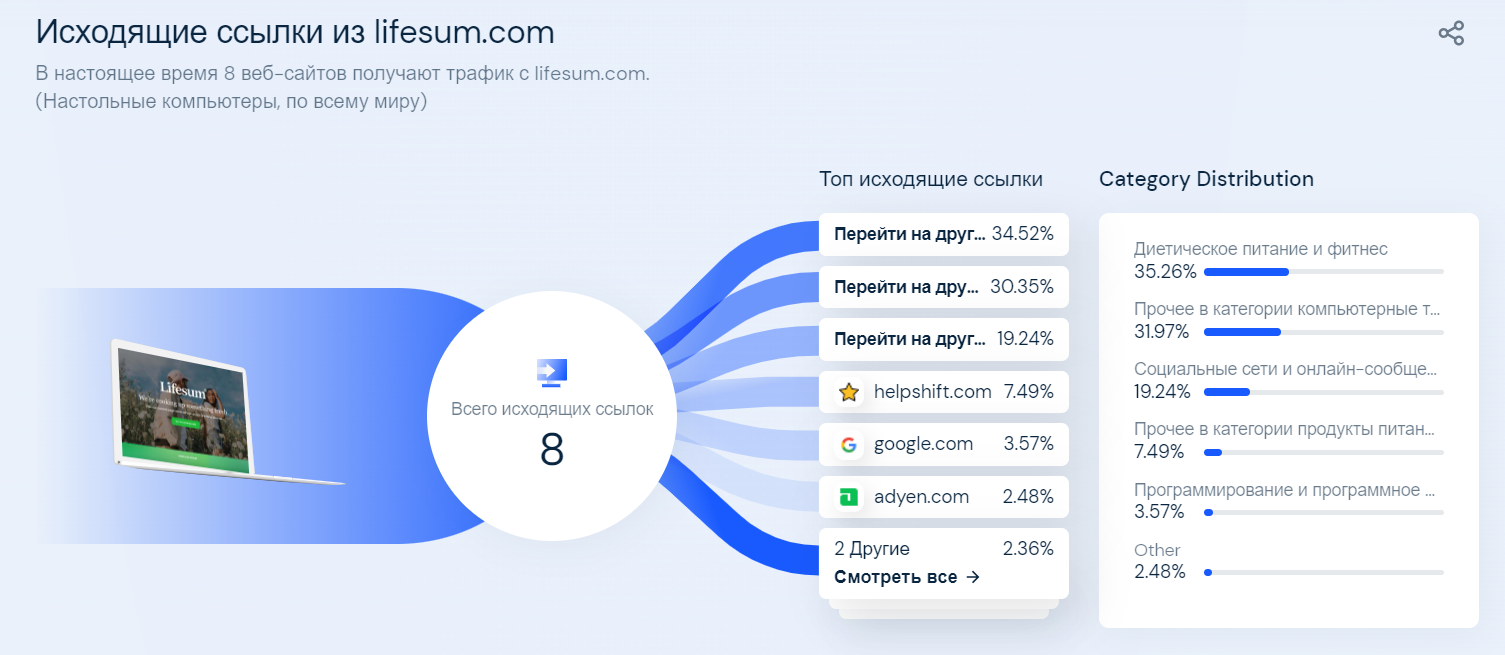 Исходящие ссылки из lifesum.com
В настоящее время 8 веб-сайтов получают трафик с lifesum.com.
(Настольные компьютеры, по всему миру)
Lifesum
Всего исходящих ссылок
8
Топ исходящие ссылки
Перейти на друг... 34.52%
Перейти на дру... 30.35%
Перейти на друг... 19.24%
helpshift.com 7.49%
google.com 3.57%
adyen.com 2.48%
2 Другие 2.36%
Смотреть все →
Category Distribution
Диетическое питание и фитнес
35.26%
Прочее в категории компьютерные т...
31.97%
Социальные сети и онлайн-сообще...
19.24%
Прочее в категории продукты питан...
7.49%
Программирование и программное ...
3.57%
Other
2.48%